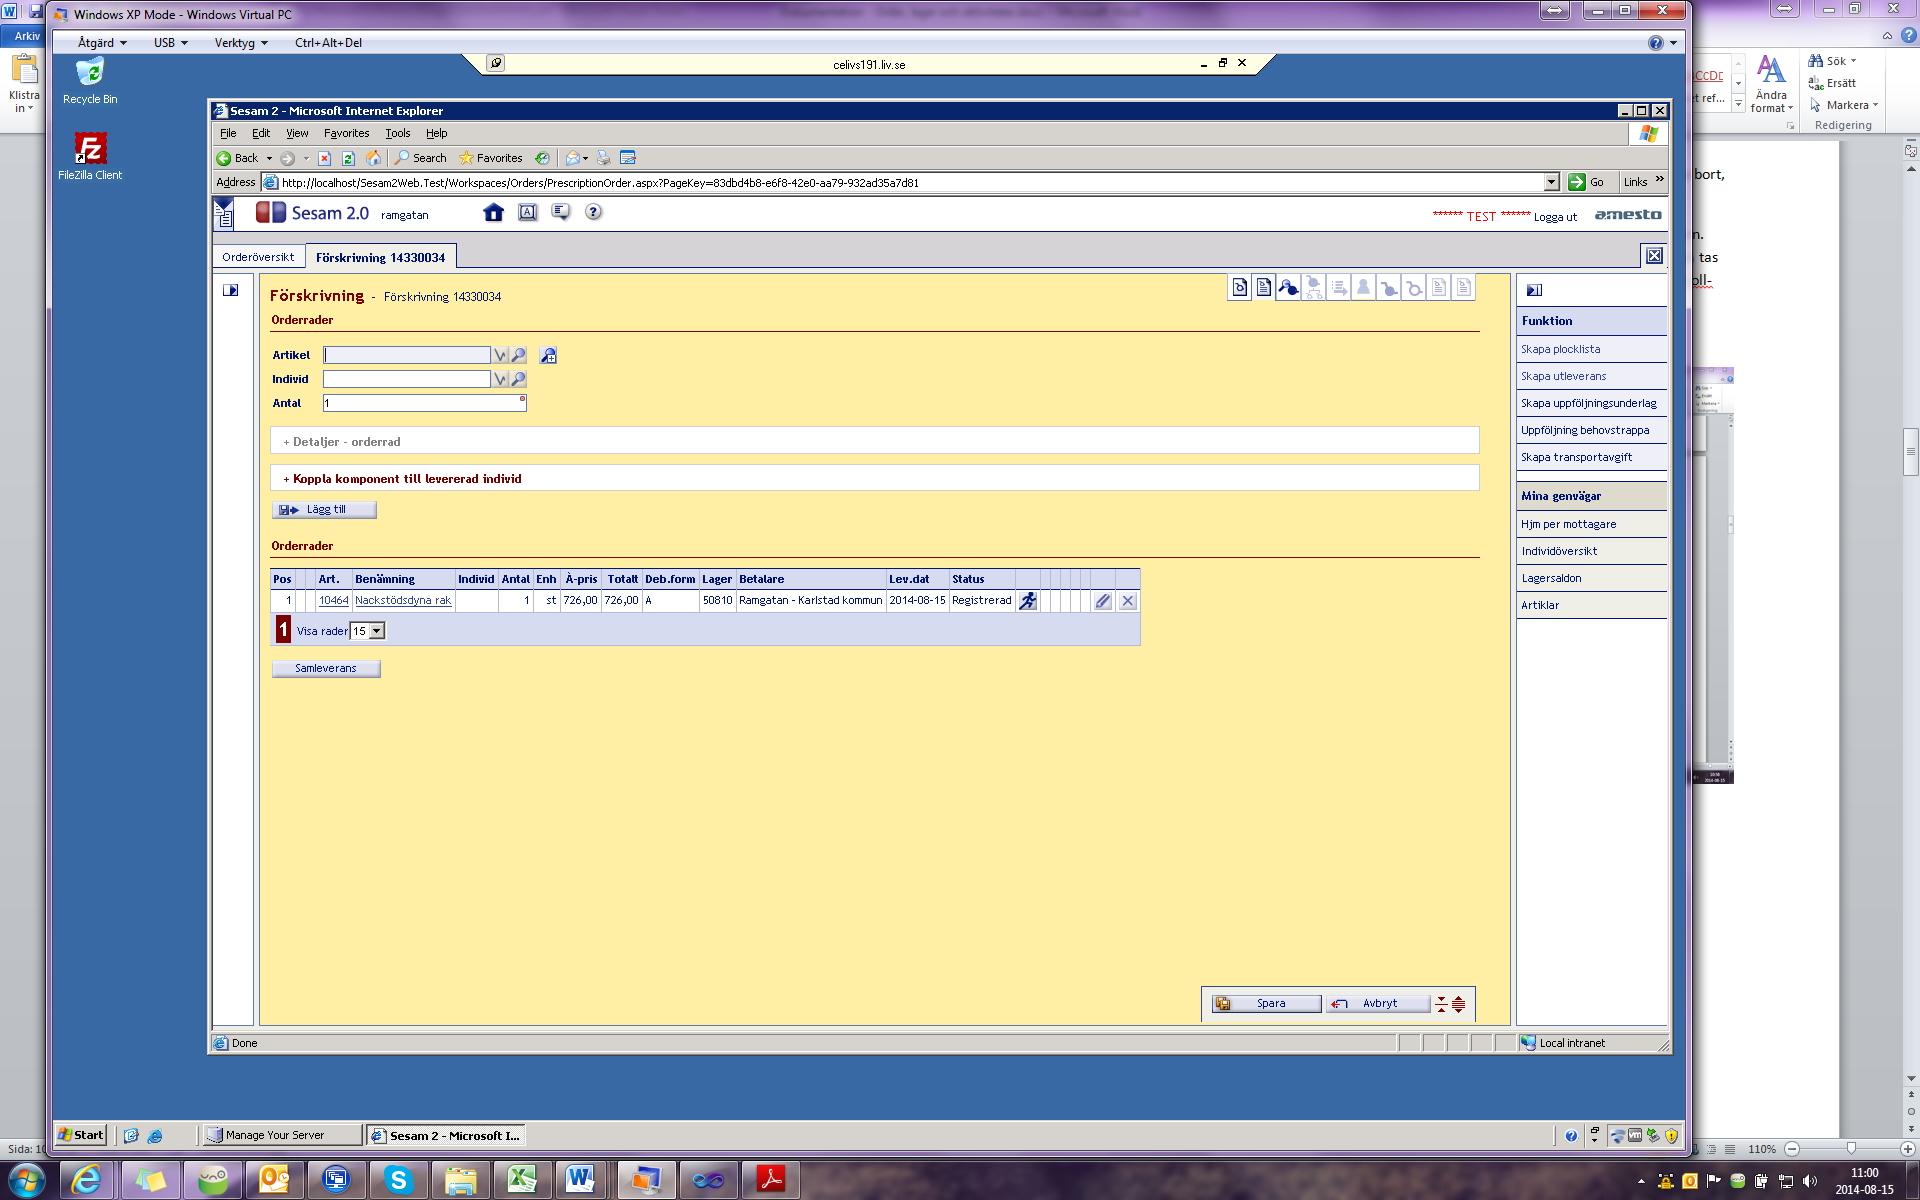 Windows XP Mode - Windows Virtual PC
Arkiv
Åtgärd USB Verktyg Ctrl+Alt+Del
celivs191.liv.se
Klistra
in
Recycle Bin
FileZilla Client
Sesam 2 - Microsoft Internet Explorer
File Edit View Favorites Tools Help
Back Search Favorites
Address http://localhost/Sesam2Web.Test/Workspaces/Orders/PrescriptionOrder.aspx?PageKey=83dbd4b8-e6f8-42e0-aa79-932ad35a7d81 Go Links »
Sesam 2.0 ramgatan ****** TEST ****** Logga ut amesto
Orderöversikt Förskrivning 14330034
Förskrivning - Förskrivning 14330034
Orderrader
Artikel
Individ
Antal 1
+ Detaljer - orderrad
+ Koppla komponent till levererad individ
Lägg till
Orderrader
Pos Art. Benämning Individ Antal Enh À-pris Totalt Deb.form Lager Betalare Lev.dat Status
1 10464 Nackstödsdyna rak 1 st 726,00 726,00 A 50810 Ramgatan - Karlstad kommun 2014-08-15 Registrerad
1 Visa rader 15
Samleverans
Spara Avbryt
Funktion
Skapa plocklista
Skapa utleverans
Skapa uppföljningsunderlag
Uppföljning behovstrappa
Skapa transportavgift
Mina genvägar
Hjm per mottagare
Individöversikt
Lagersaldon
Artiklar
Done Local intranet
Start Manage Your Server Sesam 2 - Microsoft I...
CcDc
t ref...
Ändra
format
Sök
Ersätt
Markera
Redigering
bort,
n.
tas
oll-
Sida: 10
110%
11:00
2014-08-15